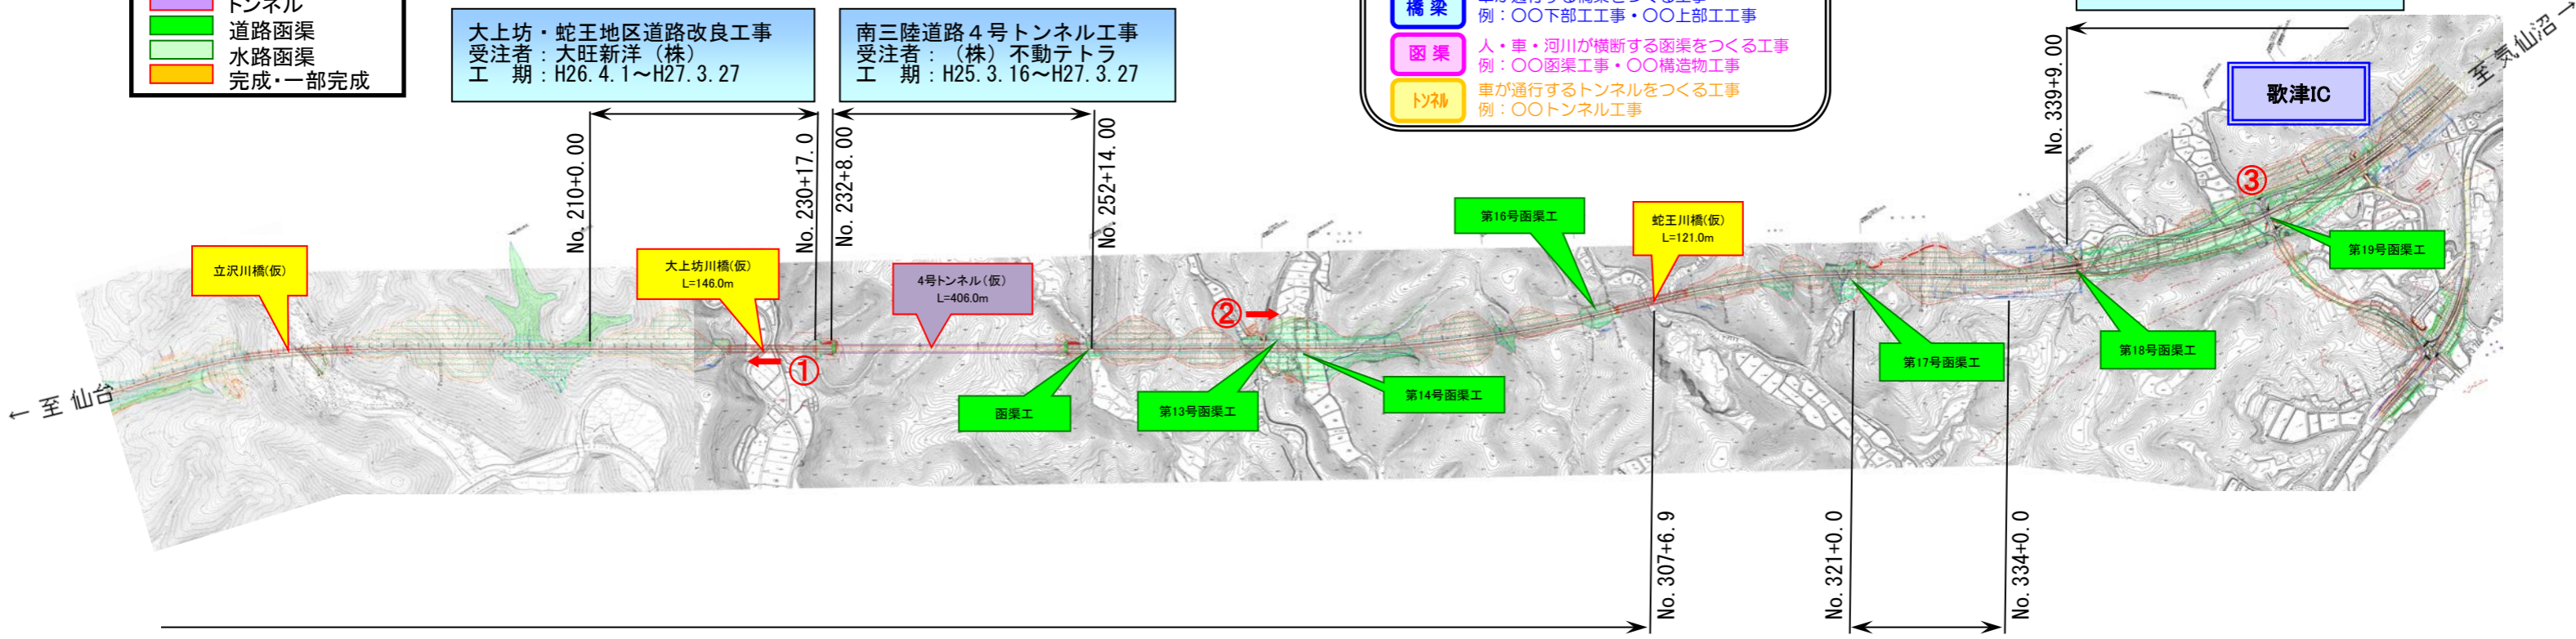 トンネル
道路函渠
水路函渠
完成・一部完成
大上坊・蛇王地区道路改良工事
受注者：大旺新洋（株）
工　期：H26.4.1～H27.3.27
南三陸道路４号トンネル工事
受注者：（株）不動テトラ
工　期：H25.3.16～H27.3.27
橋 梁
車が通行する橋梁をつくる工事
例：〇〇下部工工事・〇〇上部工工事
函 渠
人・車・河川が横断する函渠をつくる工事
例：〇〇函渠工事・〇〇構造物工事
トンネル
車が通行するトンネルをつくる工事
例：〇〇トンネル工事
歌津IC
至 気仙沼 →
← 至 仙台
No. 210+0.00
No. 230+17.0
No. 232+8.00
No. 252+14.00
No. 339+9.00
立沢川橋(仮)
大上坊川橋(仮)
L=146.0m
4号トンネル(仮)
L=406.0m
第16号函渠工
蛇王川橋(仮)
L=121.0m
第19号函渠工
函渠工
第13号函渠工
第14号函渠工
第17号函渠工
第18号函渠工
①
②
③
No. 307+6.9
No. 321+0.0
No. 334+0.0